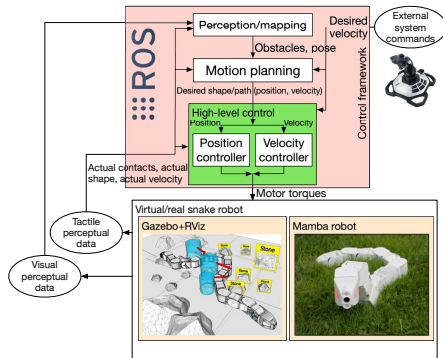 Perception/mapping
Desired
velocity
External
system
commands
ROS
Obstacles, pose
Motion planning
Control framework
Desired shape/path (position, velocity)
High-level control
Position
Velocity
Position
controller
Velocity
controller
Actual contacts, actual
shape, actual velocity
Motor torques
Tactile
perceptual
data
Visual
perceptual
data
Virtual/real snake robot
Gazebo+RViz
Mamba robot
Stone